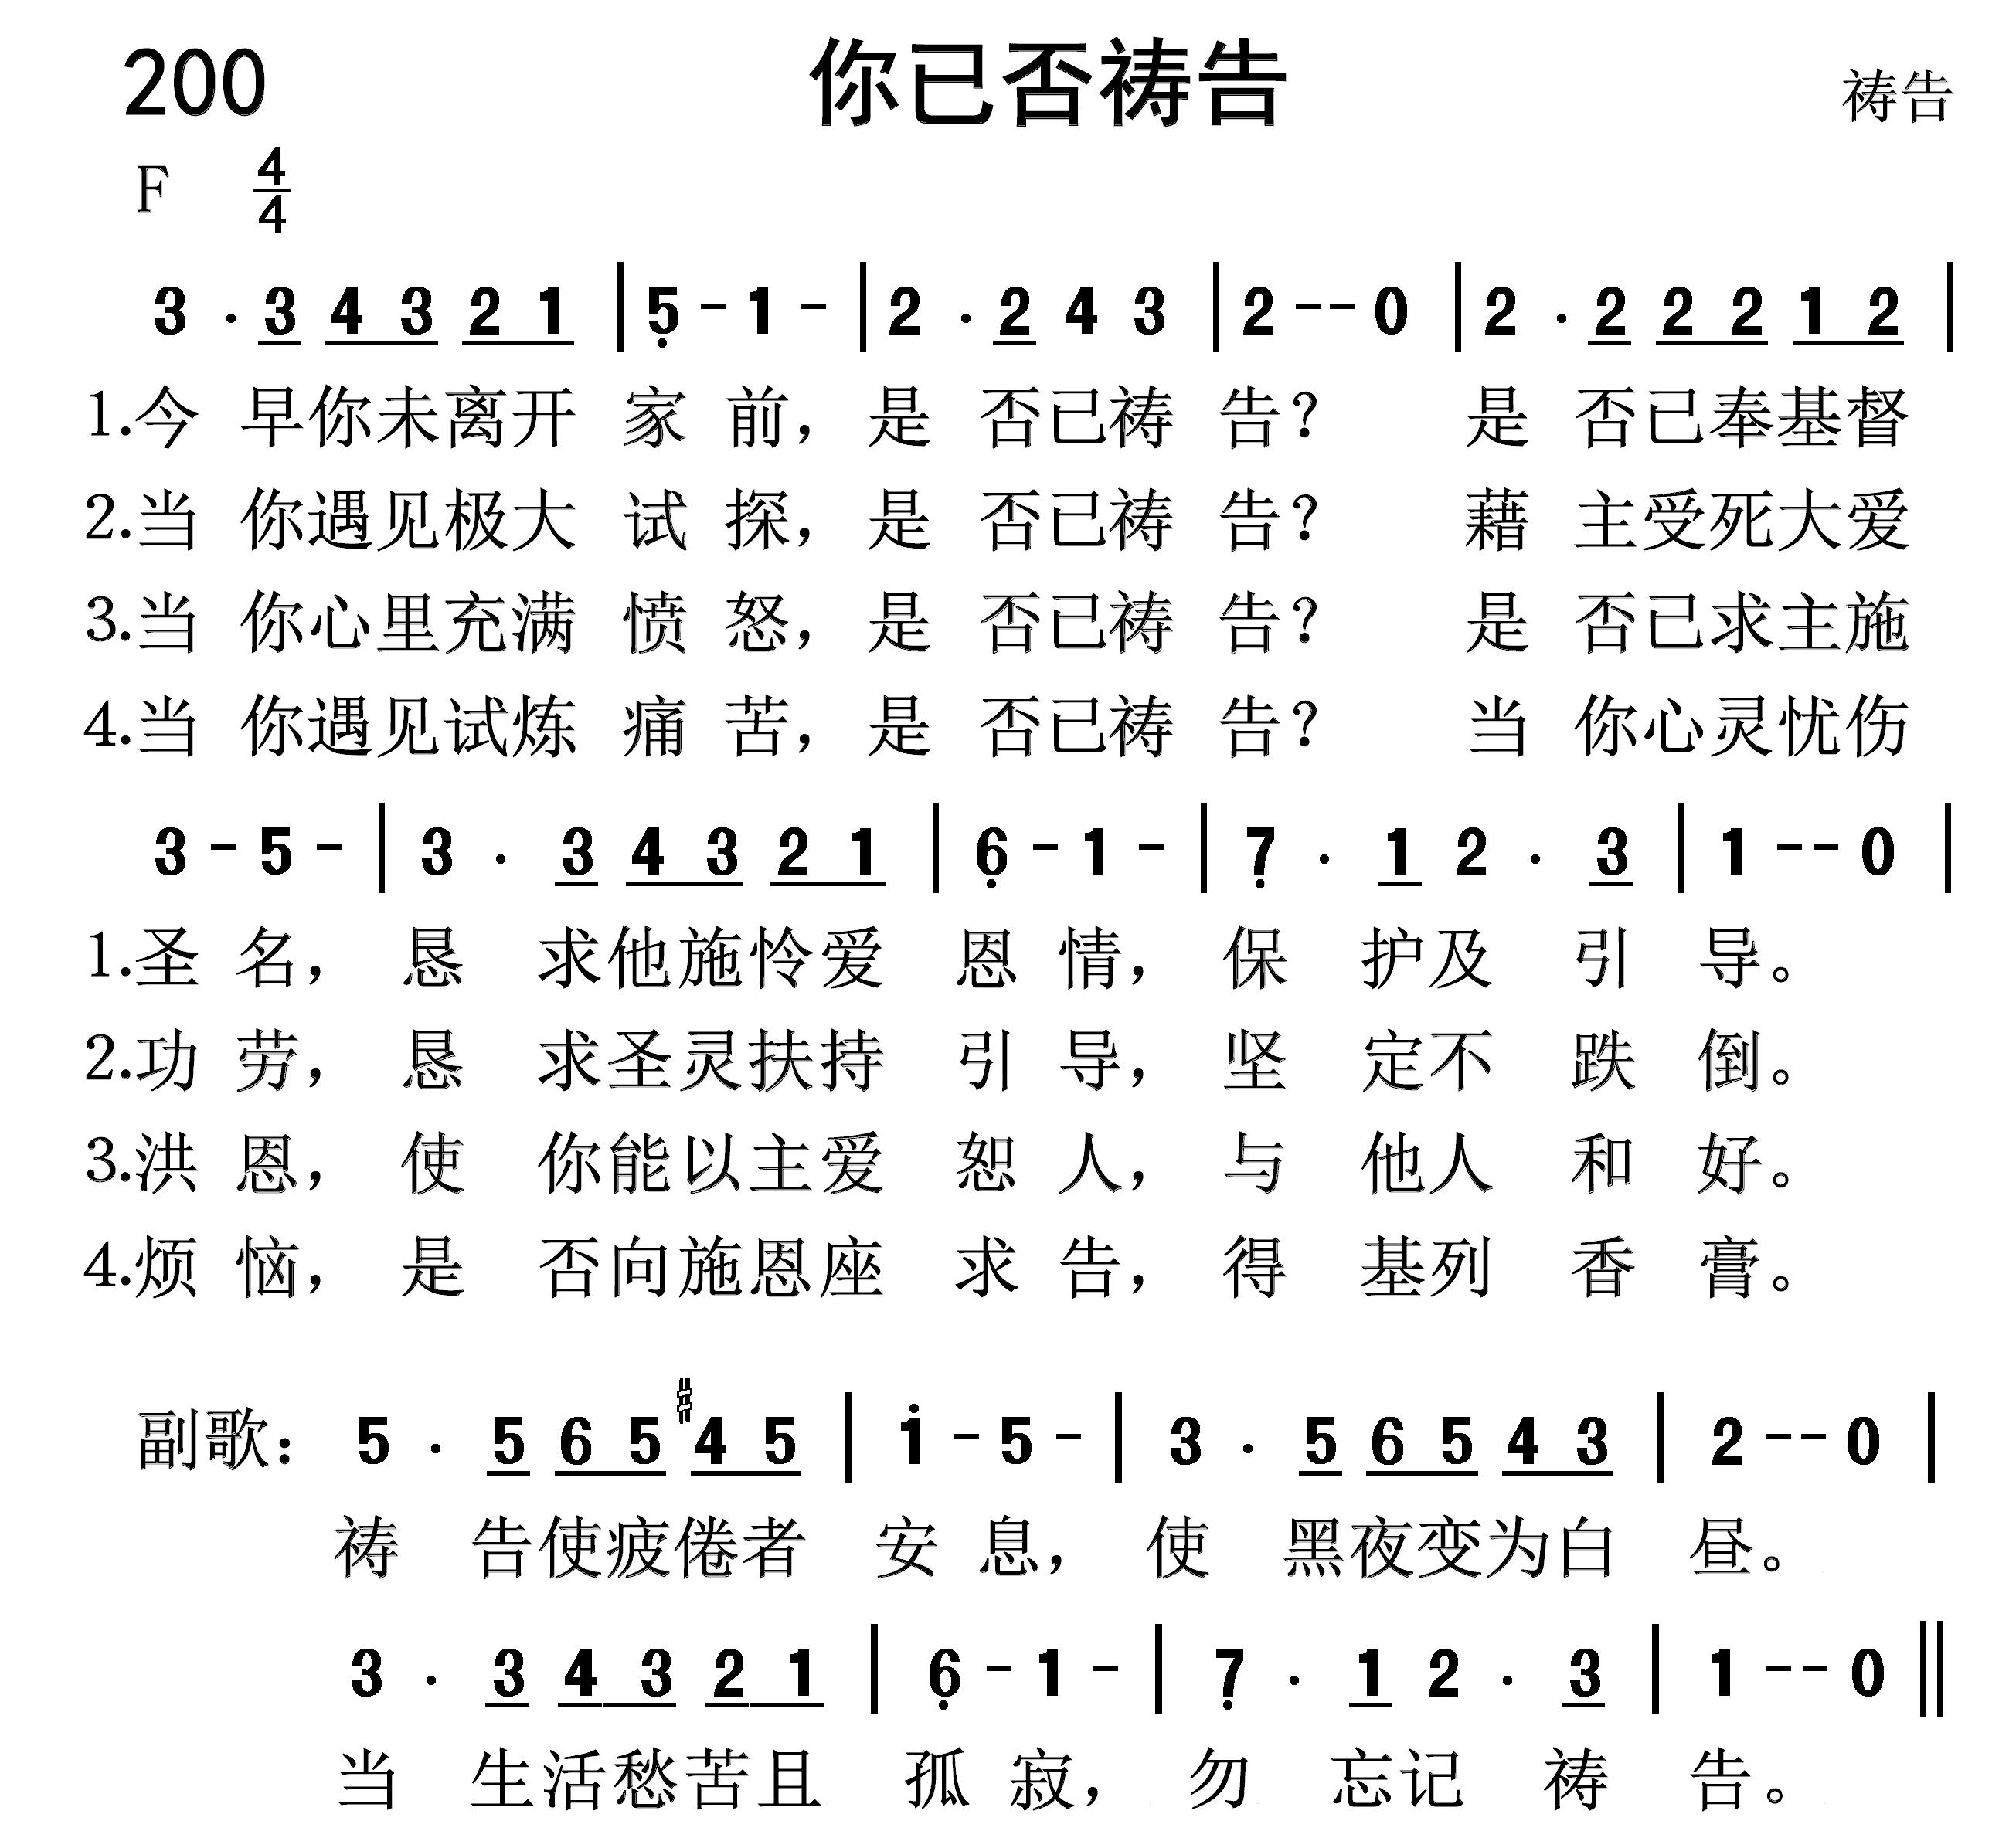 200 你已否祷告 祷告
F 4/4
3 · 3 4 3 2 1 | 5̣ - 1 - | 2 · 2 4 3 | 2 - - 0 | 2 · 2 2 2 1 2 |
1.今 早你未离开 家 前，是 否已祷 告？ 是 否已奉基督
2.当 你遇见极大 试 探，是 否已祷 告？ 藉 主受死大爱
3.当 你心里充满 愤 怒，是 否已祷 告？ 是 否已求主施
4.当 你遇见试炼 痛 苦，是 否已祷 告？ 当 你心灵忧伤
3 - 5 - | 3 · 3 4 3 2 1 | 6̣ - 1 - | 7̣ · 1 2 · 3 | 1 - - 0 |
1.圣 名，恳 求他施怜爱 恩 情，保 护及 引 导。
2.功 劳，恳 求圣灵扶持 引 导，坚 定不 跌 倒。
3.洪 恩，使 你能以主爱 恕 人，与 他人 和 好。
4.烦 恼，是 否向施恩座 求 告，得 基列 香 膏。
副歌：5 · 5 6 5 #4 5 | 1̇ - 5 - | 3 · 5 6 5 4 3 | 2 - - 0 |
祷 告使疲倦者 安 息，使 黑夜变为白 昼。
3 · 3 4 3 2 1 | 6̣ - 1 - | 7̣ · 1 2 · 3 | 1 - - 0 ||
当 生活愁苦且 孤 寂，勿 忘记 祷 告。